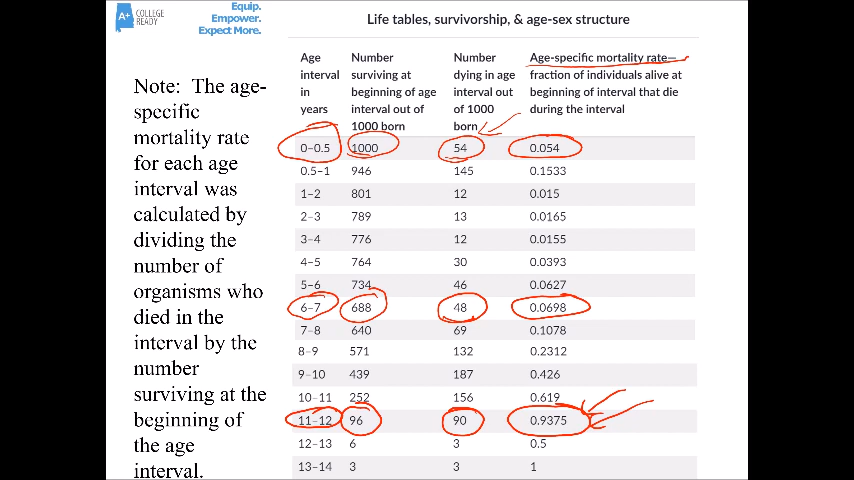 A+ COLLEGE READY
Equip.
Empower.
Expect More.
Life tables, survivorship, & age-sex structure
Note: The age-
specific
mortality rate
for each age
interval was
calculated by
dividing the
number of
organisms who
died in the
interval by the
number
surviving at the
beginning of
the age
interval.
Age interval in years | Number surviving at beginning of age interval out of 1000 born | Number dying in age interval out of 1000 born | Age-specific mortality rate—fraction of individuals alive at beginning of interval that die during the interval
0–0.5 1000 54 0.054
0.5–1 946 145 0.1533
1–2 801 12 0.015
2–3 789 13 0.0165
3–4 776 12 0.0155
4–5 764 30 0.0393
5–6 734 46 0.0627
6–7 688 48 0.0698
7–8 640 69 0.1078
8–9 571 132 0.2312
9–10 439 187 0.426
10–11 252 156 0.619
11–12 96 90 0.9375
12–13 6 3 0.5
13–14 3 3 1